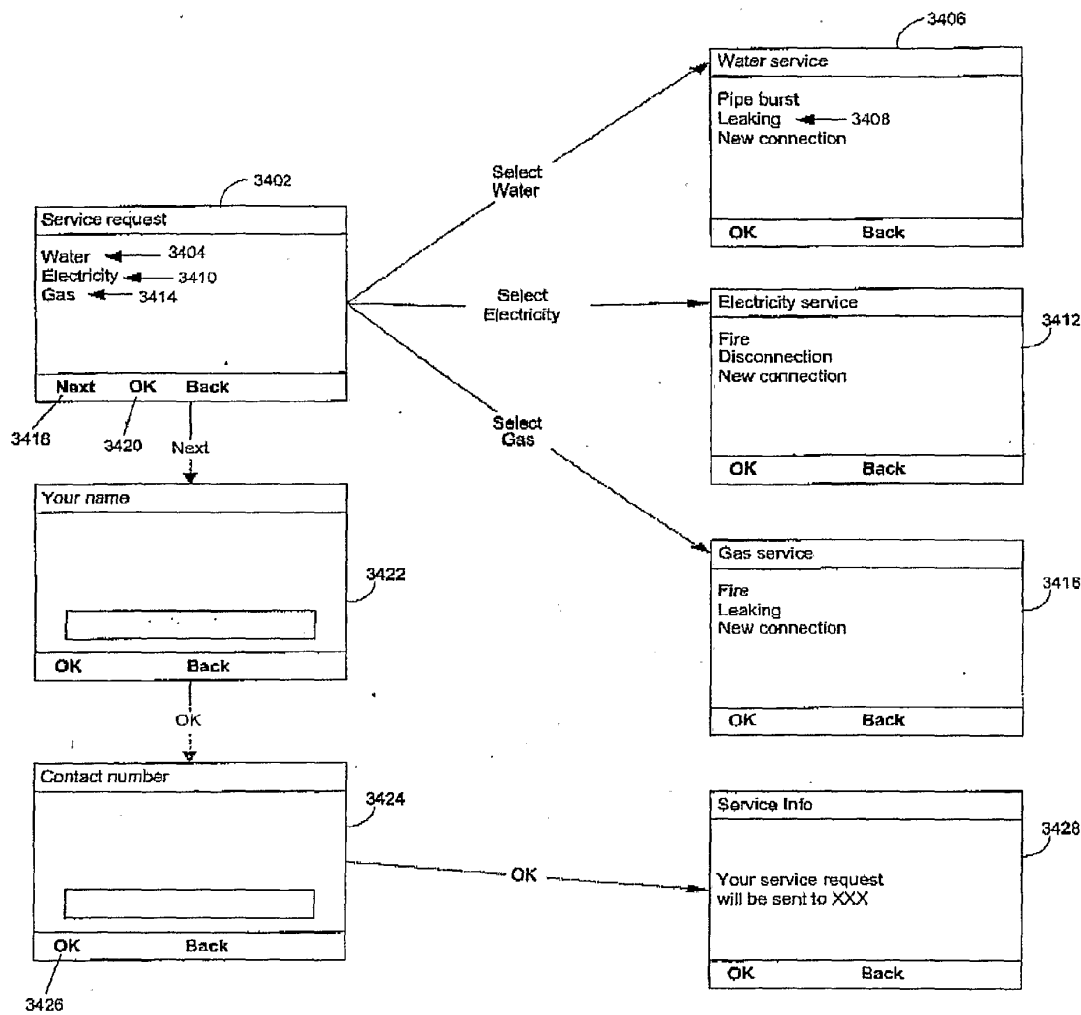 3406
Water service
Pipe burst
Leaking 3408
New connection
OK Back
Select
Water
3402
Service request
Water 3404
Electricity 3410
Gas 3414
Next OK Back
3418
3420
Next
Select
Electricity
Electricity service
3412
Fire
Disconnection
New connection
OK Back
Select
Gas
Your name
3422
OK Back
Gas service
3416
Fire
Leaking
New connection
OK Back
OK
Contact number
3424
OK Back
3426
OK
Service Info
3428
Your service request
will be sent to XXX
OK Back